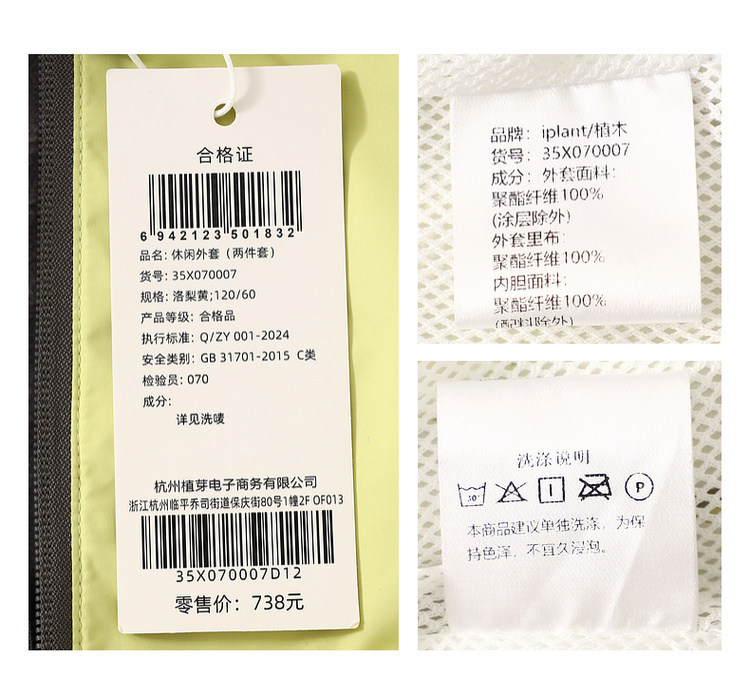 合格证
6 942123 501832
品名: 休闲外套（两件套）
货号: 35X070007
规格: 洛梨黄;120/60
产品等级: 合格品
执行标准: Q/ZY 001-2024
安全类别: GB 31701-2015 C类
检验员: 070
成分:
详见洗唛
杭州植芽电子商务有限公司
浙江杭州临平乔司街道保庆街80号1幢2F OF013
35X070007D12
零售价: 738元
品牌: iplant/植木
货号: 35X070007
成分: 外套面料:
聚酯纤维100%
(涂层除外)
外套里布:
聚酯纤维100%
内胆面料:
聚酯纤维100%
(配料除外)
洗涤说明
30°
P
本商品建议单独洗涤，为保
持色泽，不宜久浸泡。